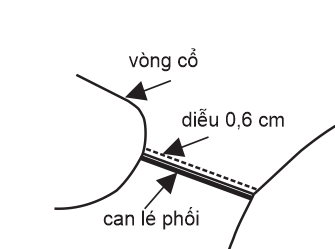 vòng cổ
diễu 0,6 cm
can lé phối